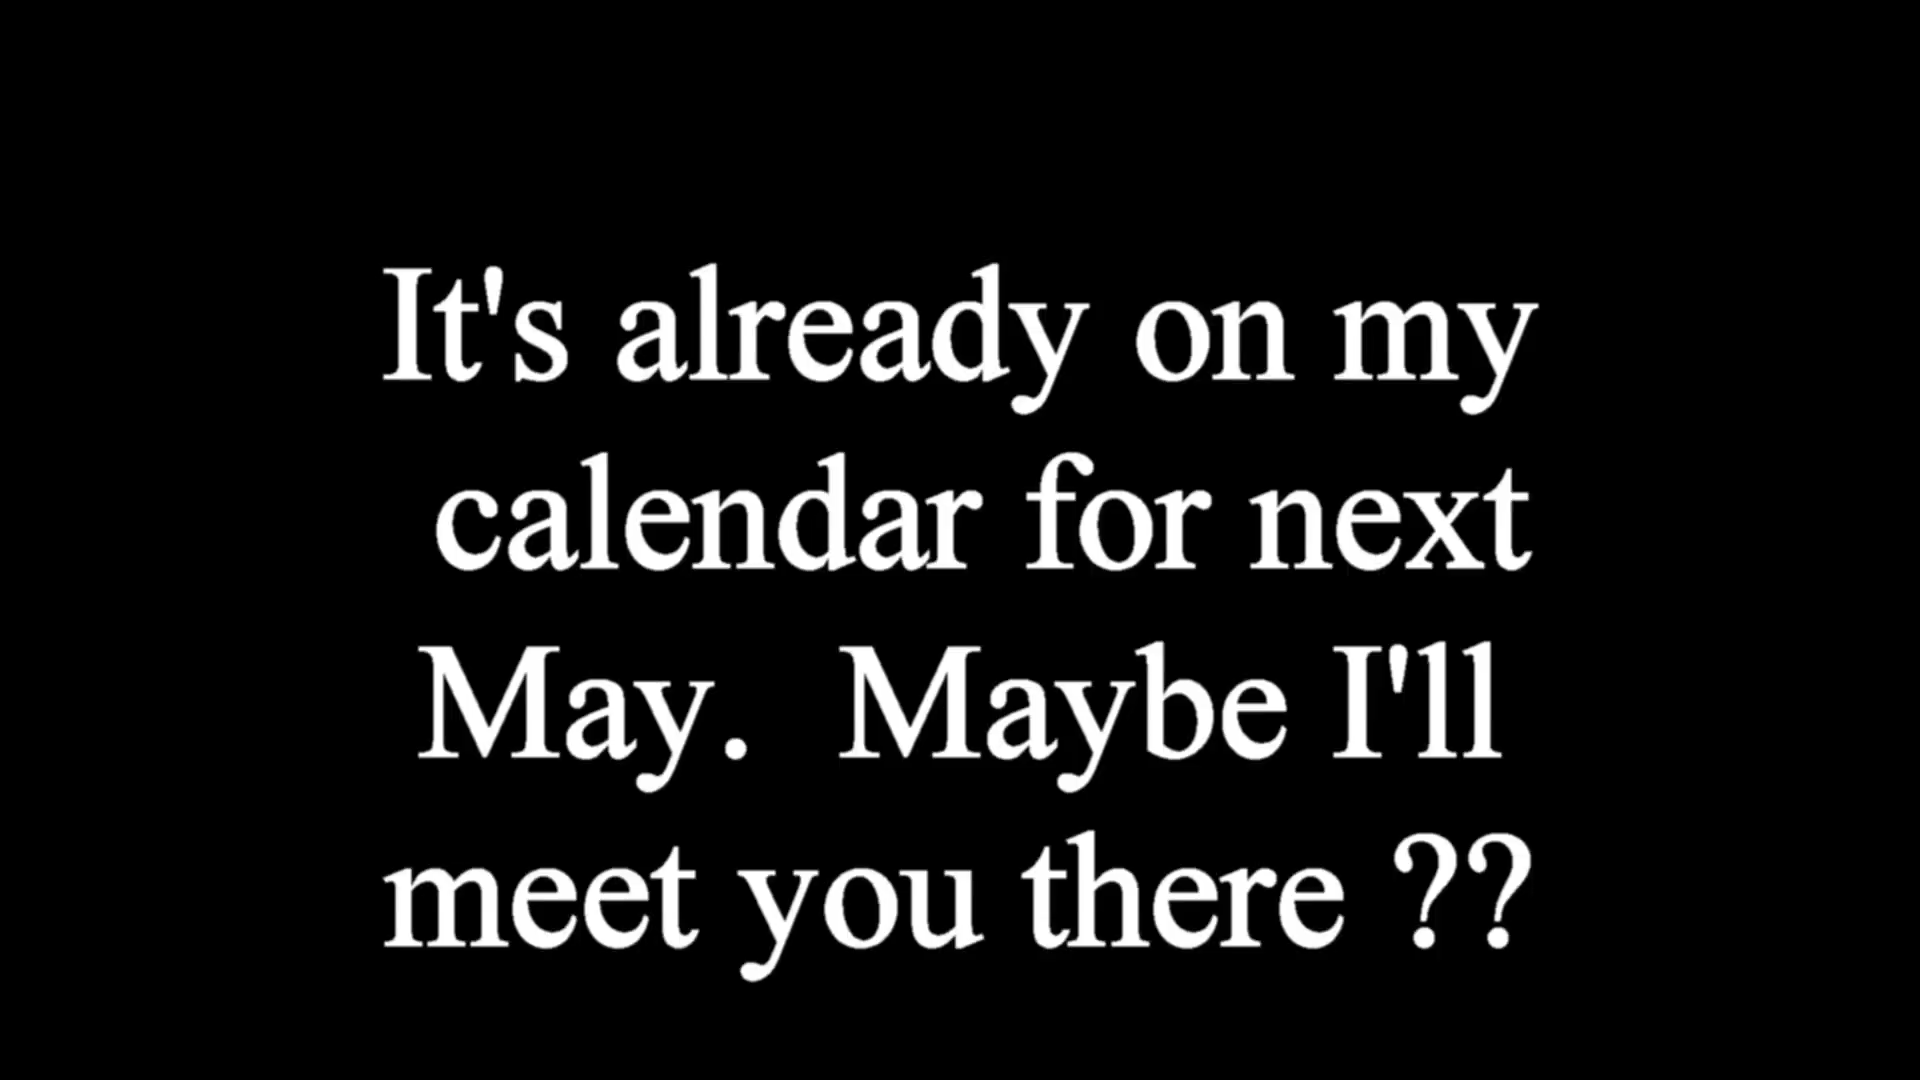 It's already on my
calendar for next
May.  Maybe I'll
meet you there ??